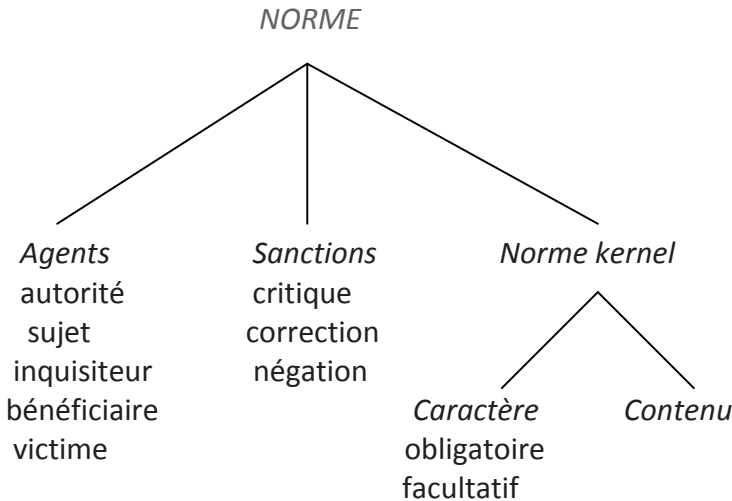 NORME
Agents
autorité
sujet
inquisiteur
bénéficiaire
victime
Sanctions
critique
correction
négation
Norme kernel
Caractère
obligatoire
facultatif
Contenu